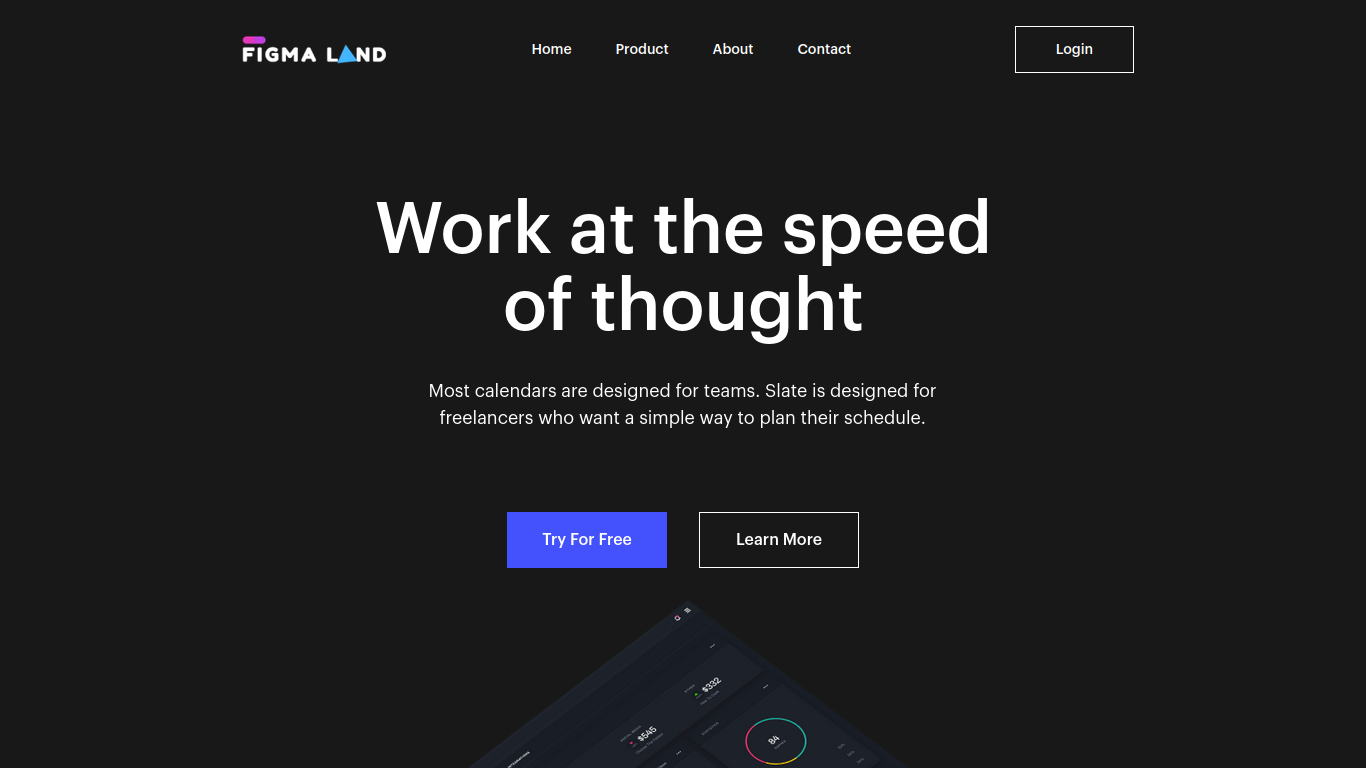 FIGMA LAND
Home
Product
About
Contact
Login
Work at the speed
of thought
Most calendars are designed for teams. Slate is designed for
freelancers who want a simple way to plan their schedule.
Try For Free
Learn More
$332
$545
84